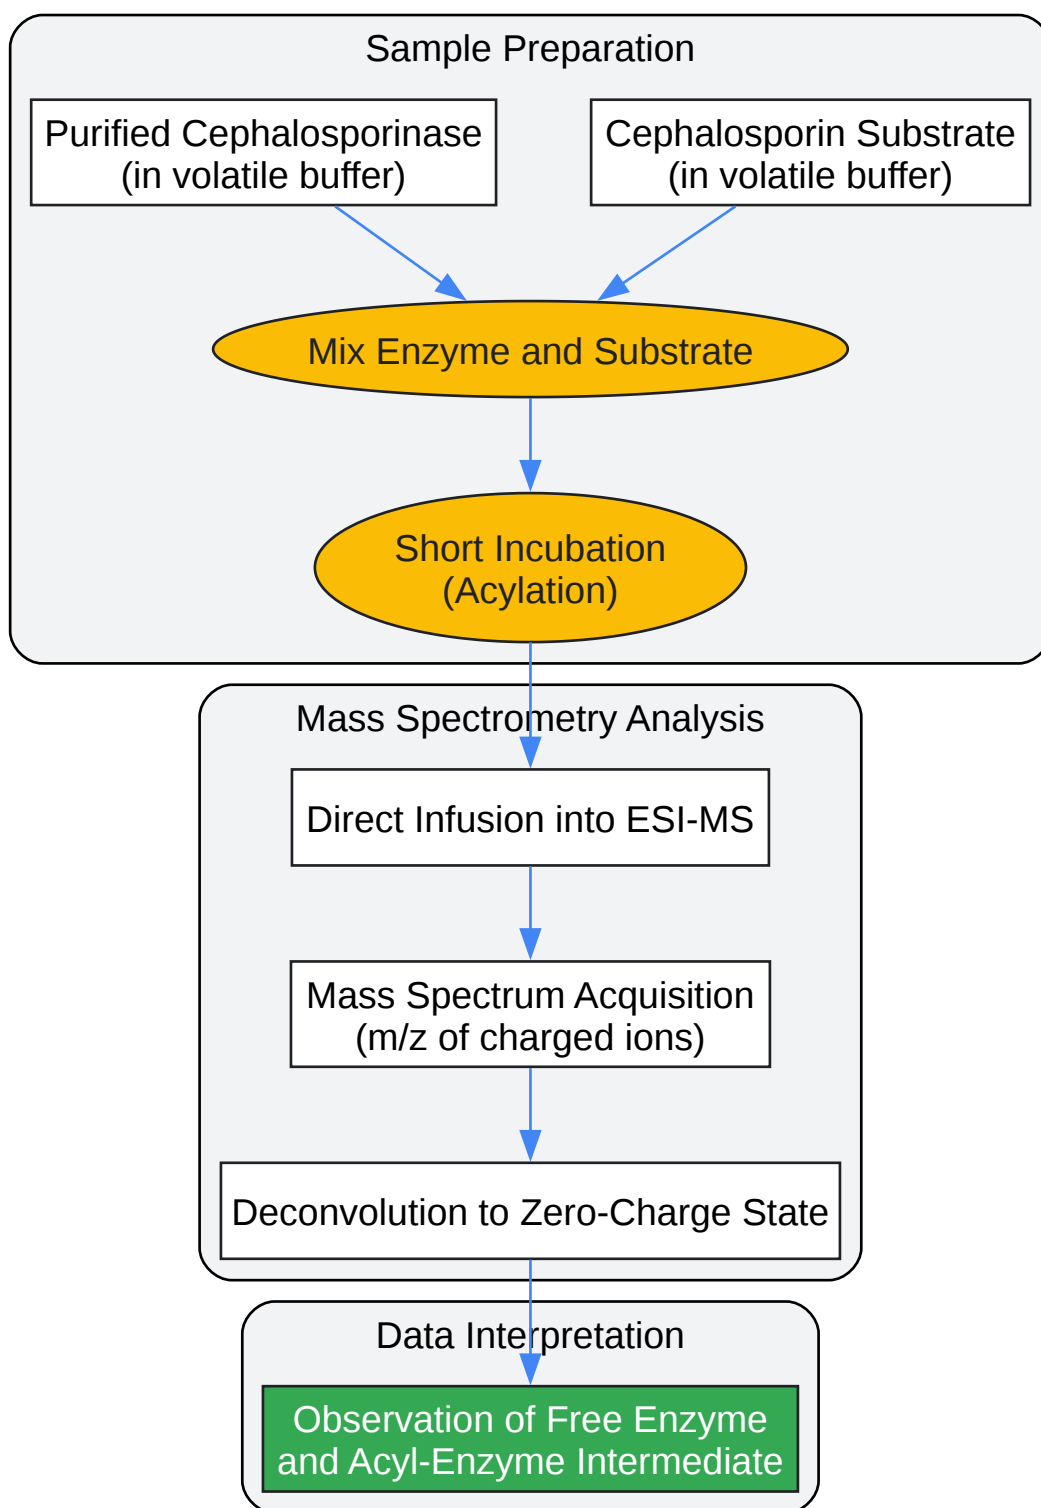 Sample Preparation
Purified Cephalosporinase
(in volatile buffer)
Cephalosporin Substrate
(in volatile buffer)
Mix Enzyme and Substrate
Short Incubation
(Acylation)
Mass Spectrometry Analysis
Direct Infusion into ESI-MS
Mass Spectrum Acquisition
(m/z of charged ions)
Deconvolution to Zero-Charge State
Data Interpretation
Observation of Free Enzyme
and Acyl-Enzyme Intermediate